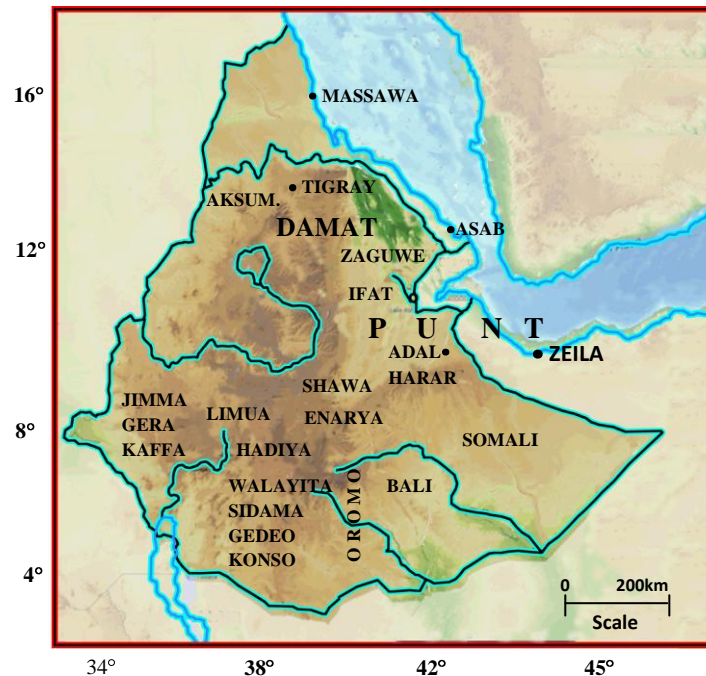 16°
MASSAWA
TIGRAY
AKSUM.
DAMAT
ASAB
12°
ZAGUWE
IFAT
P U N T
ADAL
ZEILA
HARAR
SHAWA
JIMMA
LIMUA
ENARYA
GERA
8°
SOMALI
KAFFA
HADIYA
WALAYITA
BALI
OROMO
SIDAMA
GEDEO
KONSO
4°
0 200km
Scale
34° 38° 42° 45°